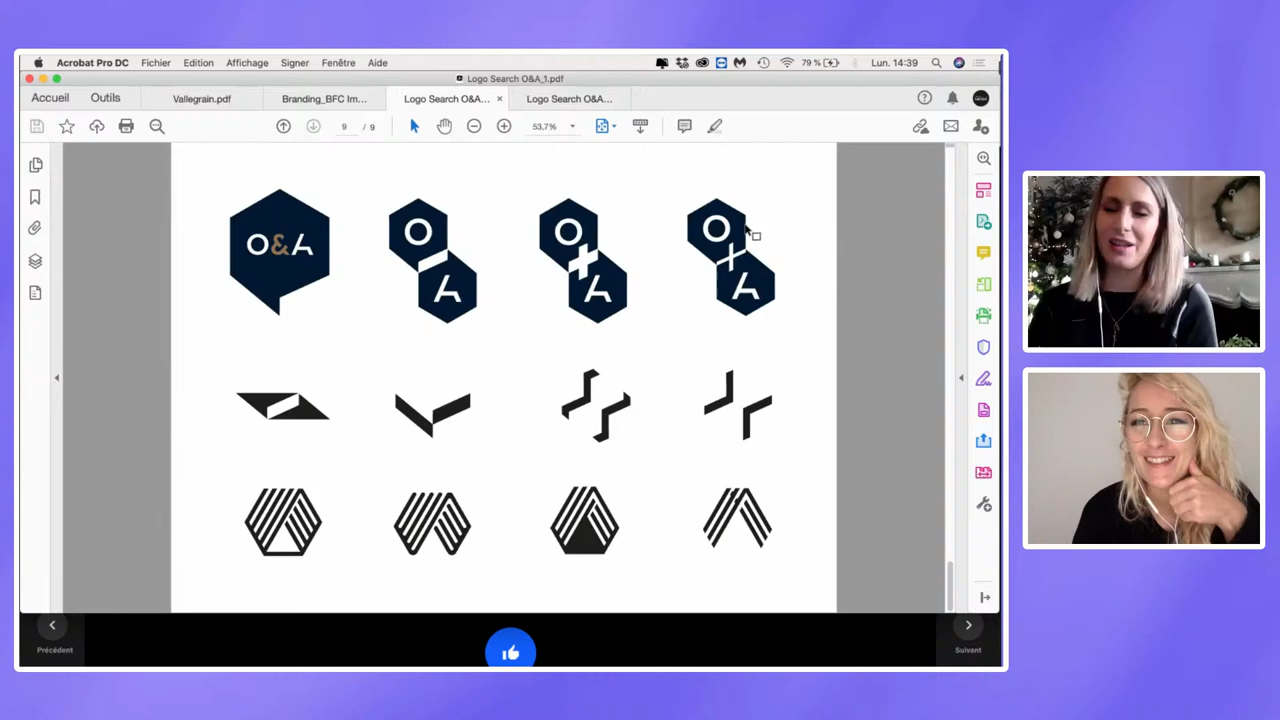 Acrobat Pro DC Fichier Edition Affichage Signer Fenêtre Aide 79 % Lun. 14:39
Logo Search O&A_1.pdf
Accueil Outils Vallegrain.pdf Branding_BFC Im... Logo Search O&A... × Logo Search O&A...
9 / 9 53,7%
O&A O A O + A O + A
Précédent Suivant